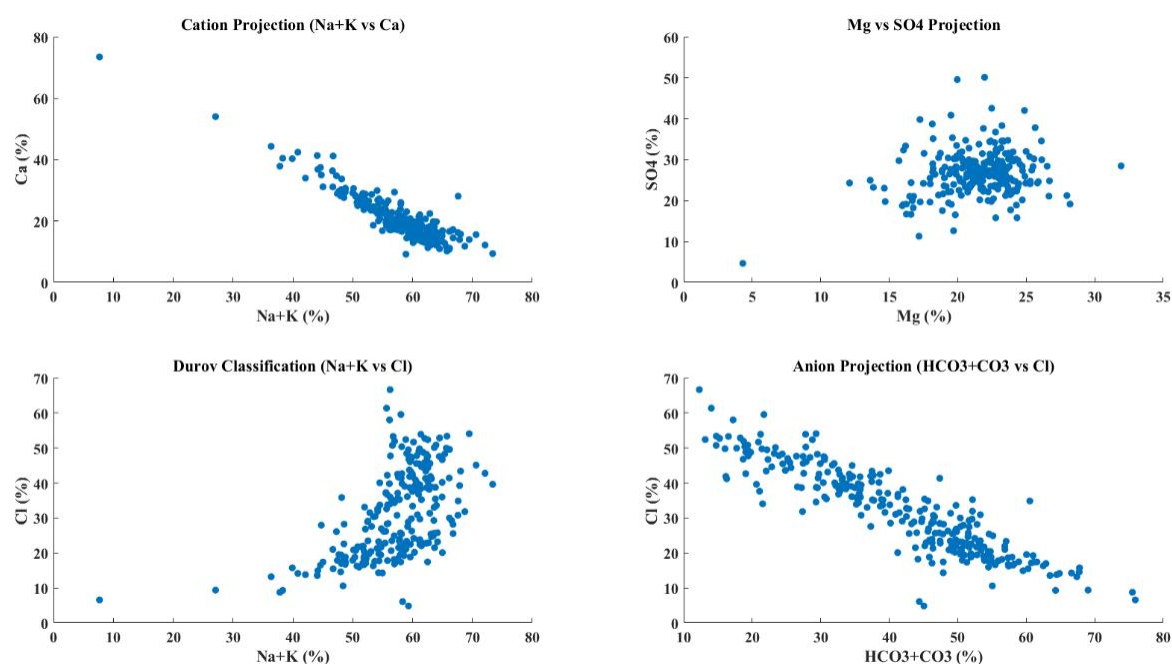 Cation Projection (Na+K vs Ca)
80
60
40
20
0
Ca (%)
0 10 20 30 40 50 60 70 80
Na+K (%)
Mg vs SO4 Projection
60
50
40
30
20
10
0
SO4 (%)
0 5 10 15 20 25 30 35
Mg (%)
Durov Classification (Na+K vs Cl)
70
60
50
40
30
20
10
0
Cl (%)
0 10 20 30 40 50 60 70 80
Na+K (%)
Anion Projection (HCO3+CO3 vs Cl)
70
60
50
40
30
20
10
0
Cl (%)
10 20 30 40 50 60 70 80
HCO3+CO3 (%)